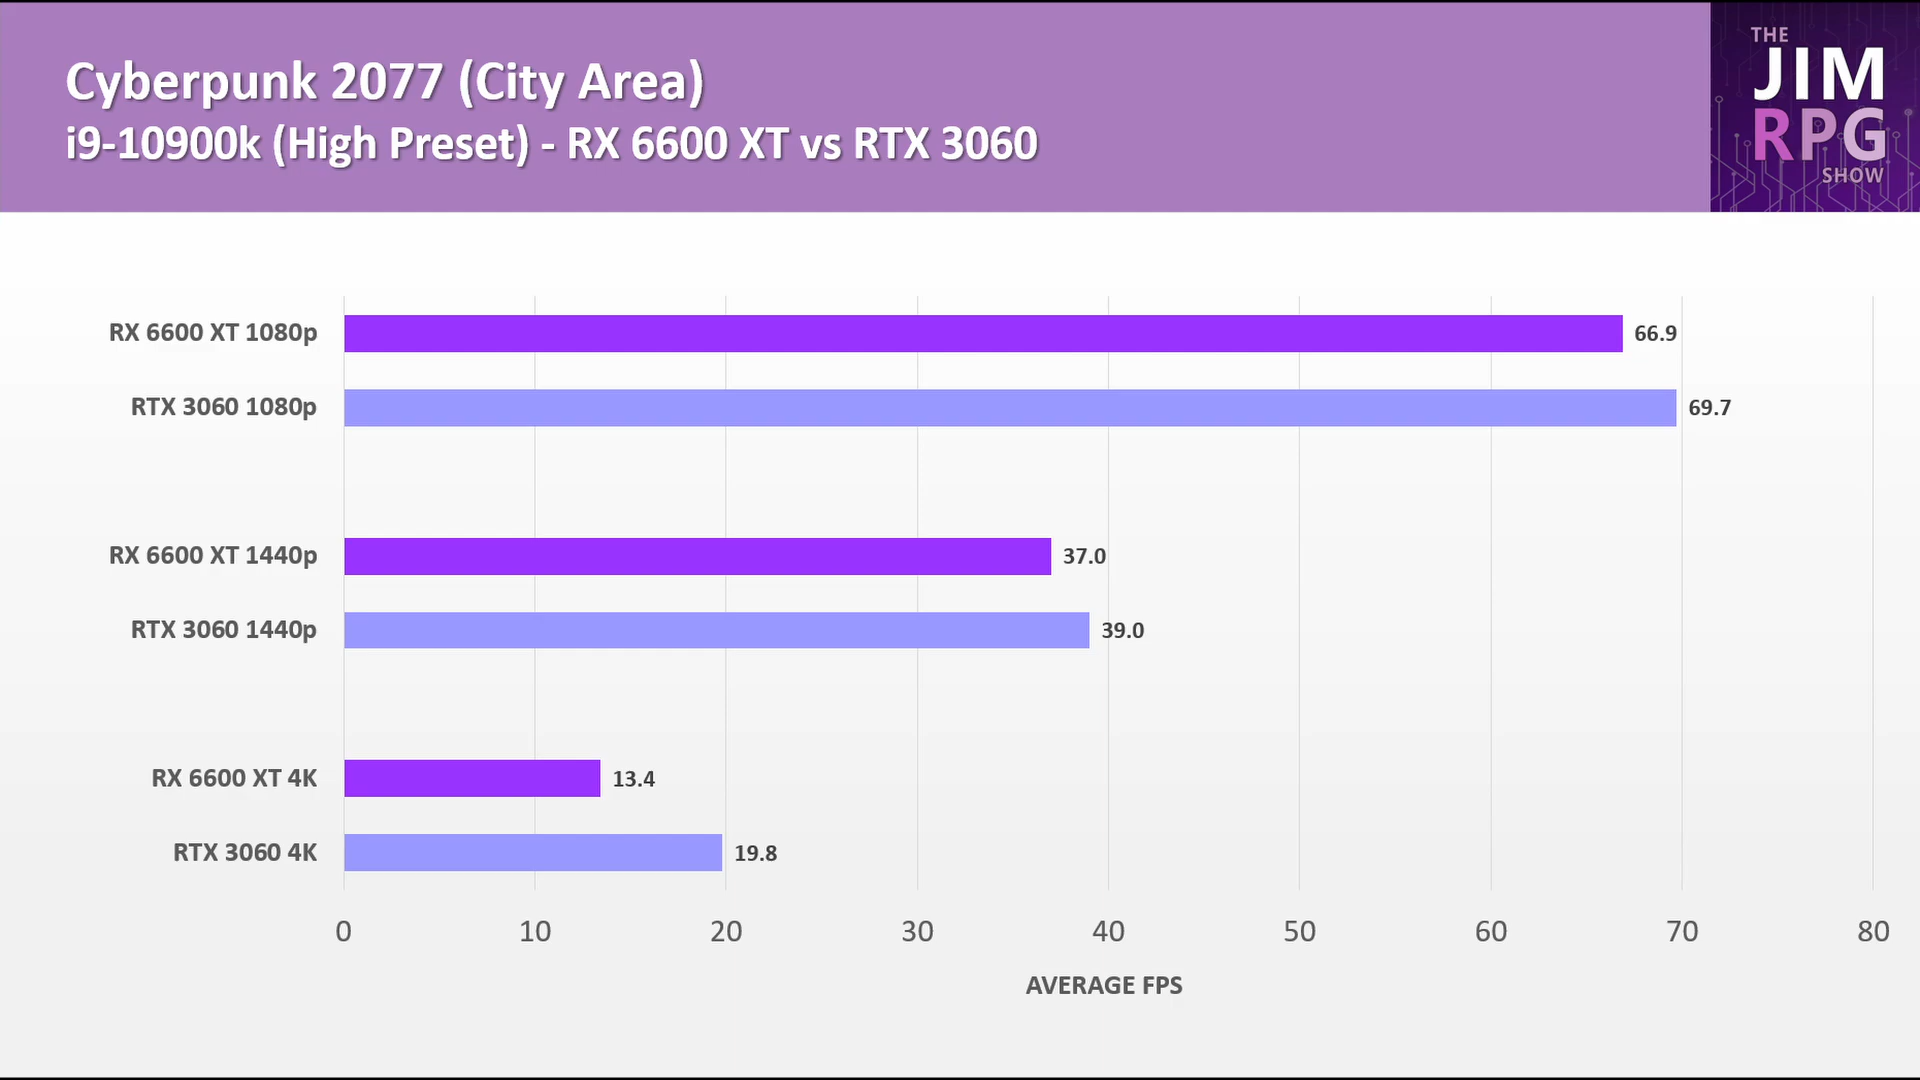 Cyberpunk 2077 (City Area)
i9-10900k (High Preset) - RX 6600 XT vs RTX 3060
THE
JIM
RPG
SHOW
RX 6600 XT 1080p
66.9
RTX 3060 1080p
69.7
RX 6600 XT 1440p
37.0
RTX 3060 1440p
39.0
RX 6600 XT 4K
13.4
RTX 3060 4K
19.8
0 10 20 30 40 50 60 70 80
AVERAGE FPS